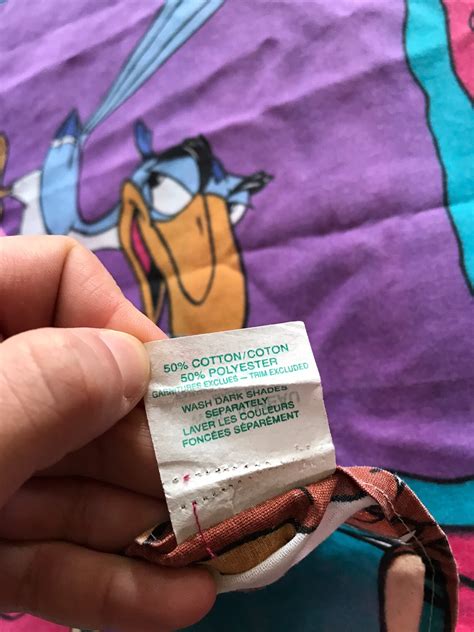 50% COTTON/COTON
50% POLYESTER
GARNITURES EXCLUES — TRIM EXCLUDED
WASH DARK SHADES
SEPARATELY
LAVER LES COULEURS
FONCÉES SÉPARÉMENT